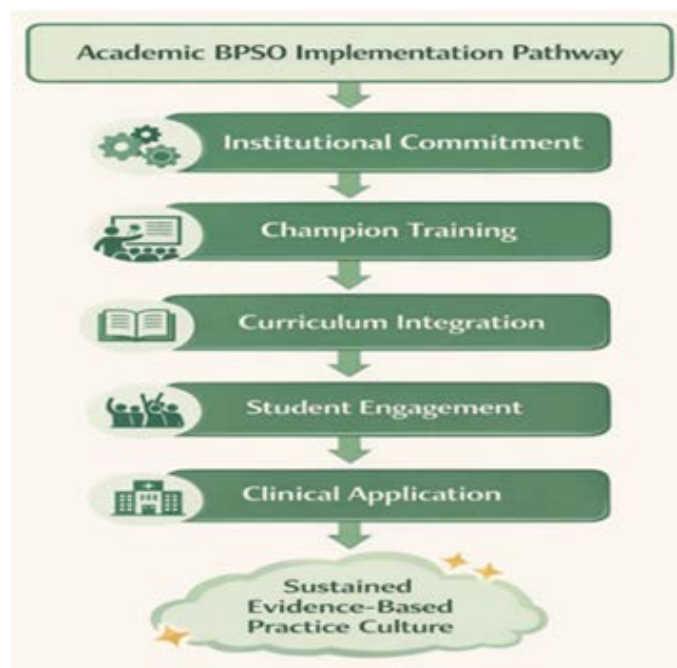 Academic BPSO Implementation Pathway
Institutional Commitment
Champion Training
Curriculum Integration
Student Engagement
Clinical Application
Sustained
Evidence-Based
Practice Culture